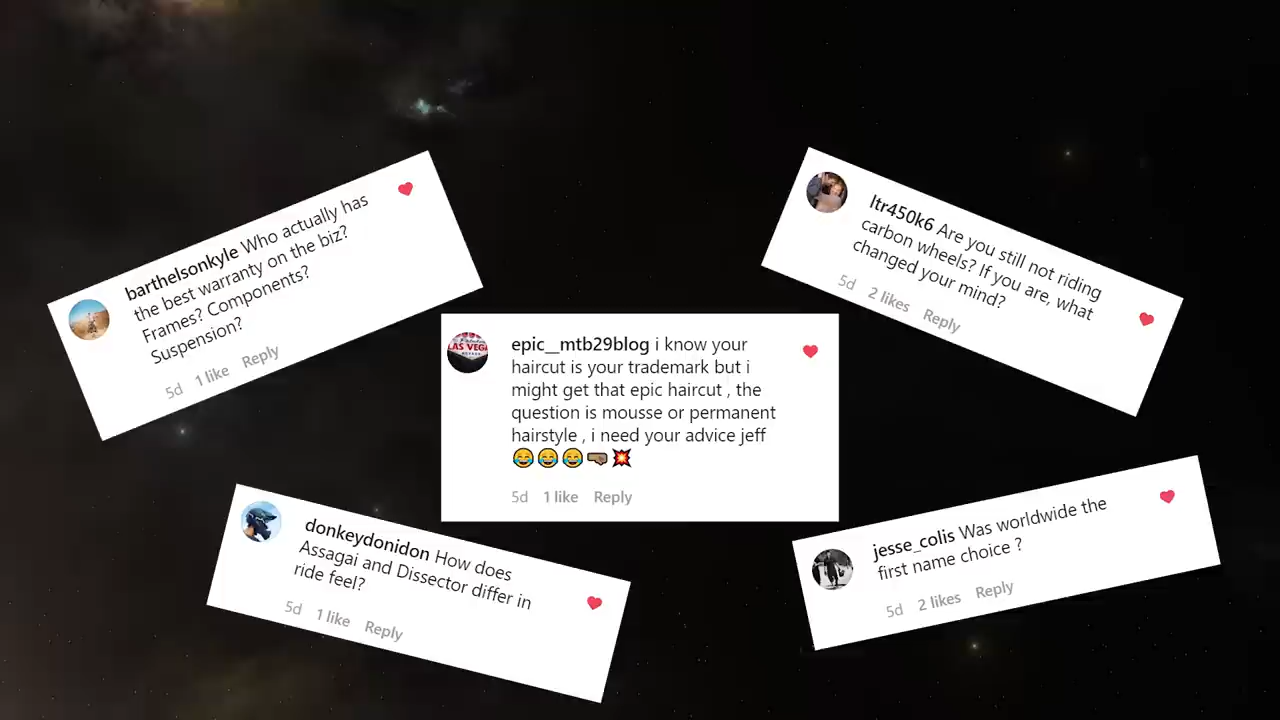 barthelsonkyle Who actually has
the best warranty on the biz?
Frames? Components?
Suspension?
5d 1 like Reply
ltr450k6 Are you still not riding
carbon wheels? If you are, what
changed your mind?
5d 2 likes Reply
LAS VEGA
epic__mtb29blog i know your
haircut is your trademark but i
might get that epic haircut , the
question is mousse or permanent
hairstyle , i need your advice jeff
😂😂😂🤜🏽💥
5d 1 like Reply
donkeydonidon How does
Assagai and Dissector differ in
ride feel?
5d 1 like Reply
jesse_colis Was worldwide the
first name choice ?
5d 2 likes Reply